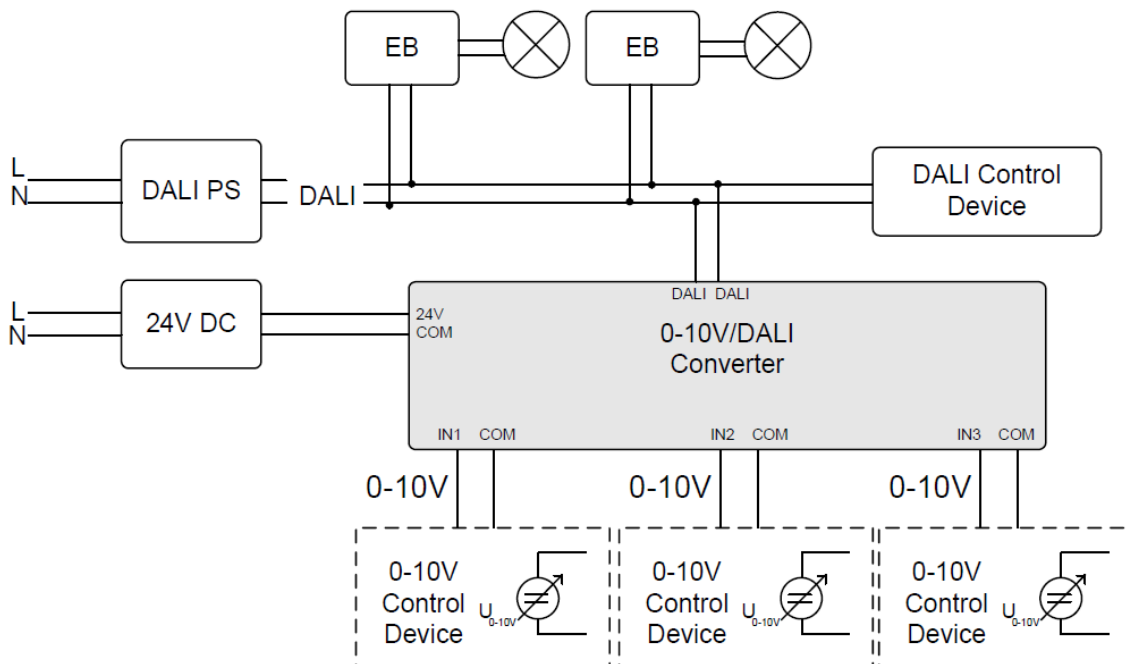 EB
EB
L
N
DALI PS
DALI
DALI Control
Device
L
N
24V DC
24V
COM
DALI DALI
0-10V/DALI
Converter
IN1 COM
IN2 COM
IN3 COM
0-10V
0-10V
0-10V
0-10V
Control
Device
U0-10V
0-10V
Control
Device
U0-10V
0-10V
Control
Device
U0-10V